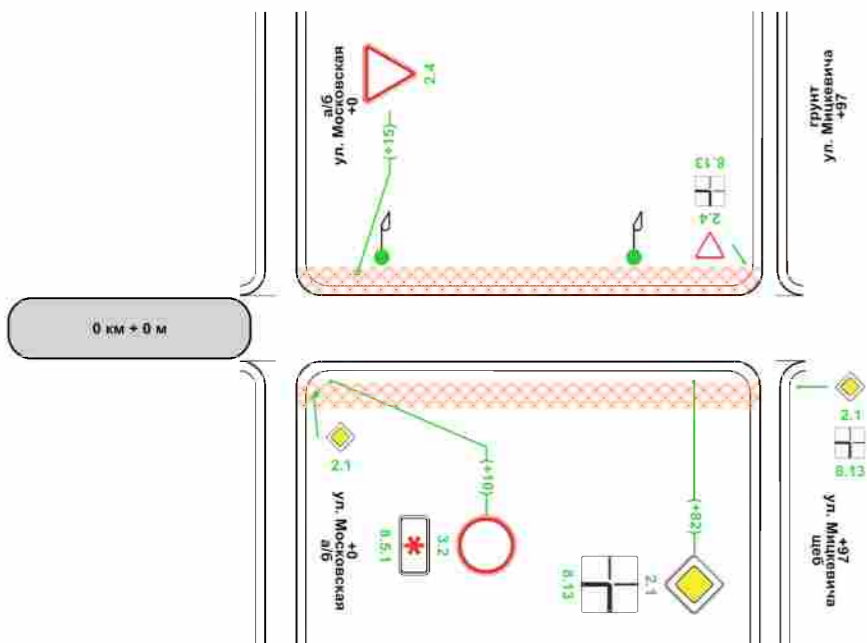 2.4
(+15)
ул. Московская
а/б
+0
грунт
ул. Мицкевича
+97
8.13
2.4
0 км + 0 м
2.1
(+10)
(+82)
2.1
8.13
ул. Московская
+0
а/б
8.5.1
3.2
8.13
2.1
+97
ул. Мицкевича
щеб